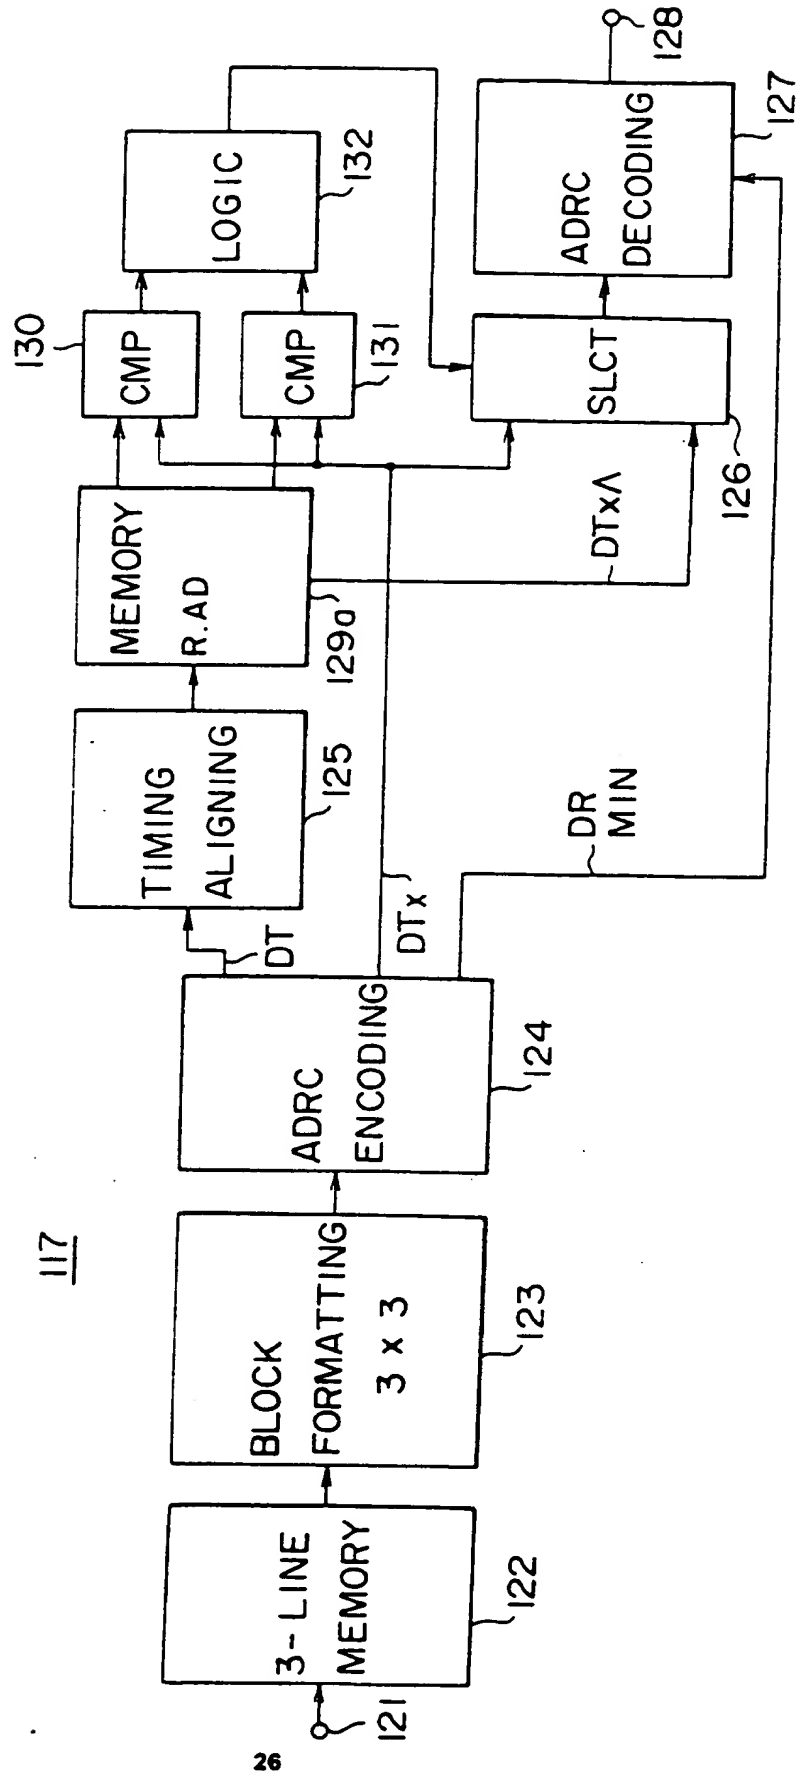 117
121
3-LINE
MEMORY
122
BLOCK
FORMATTING
3 x 3
123
ADRC
ENCODING
124
DT
DTx
DR
MIN
TIMING
ALIGNING
125
MEMORY
R.AD
129a
DTxΛ
130
CMP
CMP
131
LOGIC
132
SLCT
126
ADRC
DECODING
127
128
26